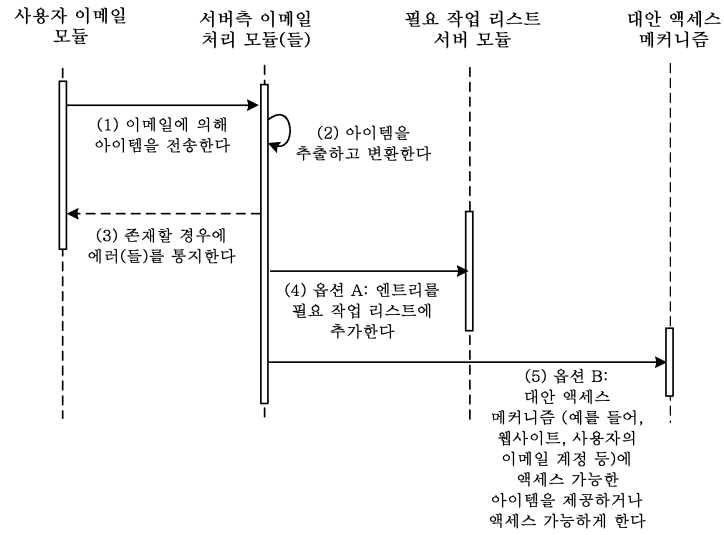 사용자 이메일
모듈
서버측 이메일
처리 모듈(들)
필요 작업 리스트
서버 모듈
대안 액세스
메커니즘
(1) 이메일에 의해
아이템을 전송한다
(2) 아이템을
추출하고 변환한다
(3) 존재할 경우에
에러(들)를 통지한다
(4) 옵션 A: 엔트리를
필요 작업 리스트에
추가한다
(5) 옵션 B:
대안 액세스
메커니즘 (예를 들어,
웹사이트, 사용자의
이메일 계정 등)에
액세스 가능한
아이템을 제공하거나
액세스 가능하게 한다